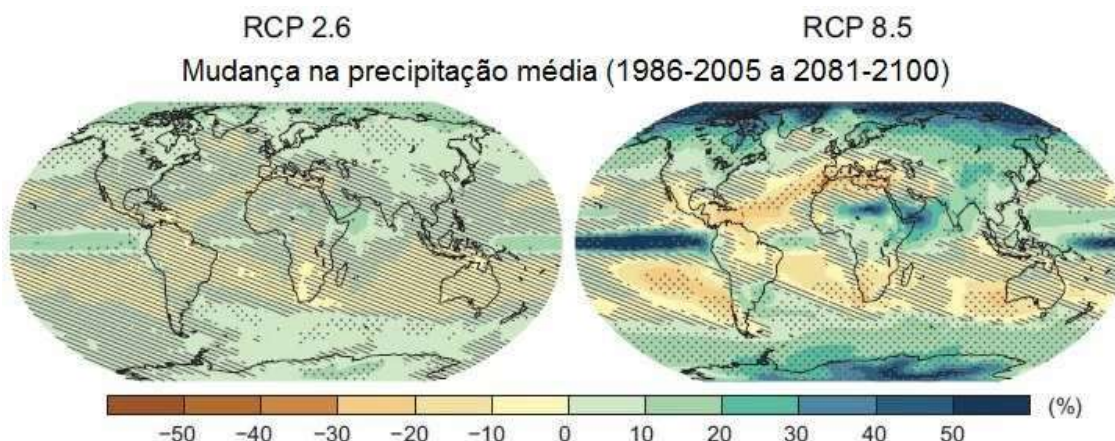 RCP 2.6 RCP 8.5
Mudança na precipitação média (1986-2005 a 2081-2100)
(%)
−50 −40 −30 −20 −10 0 10 20 30 40 50